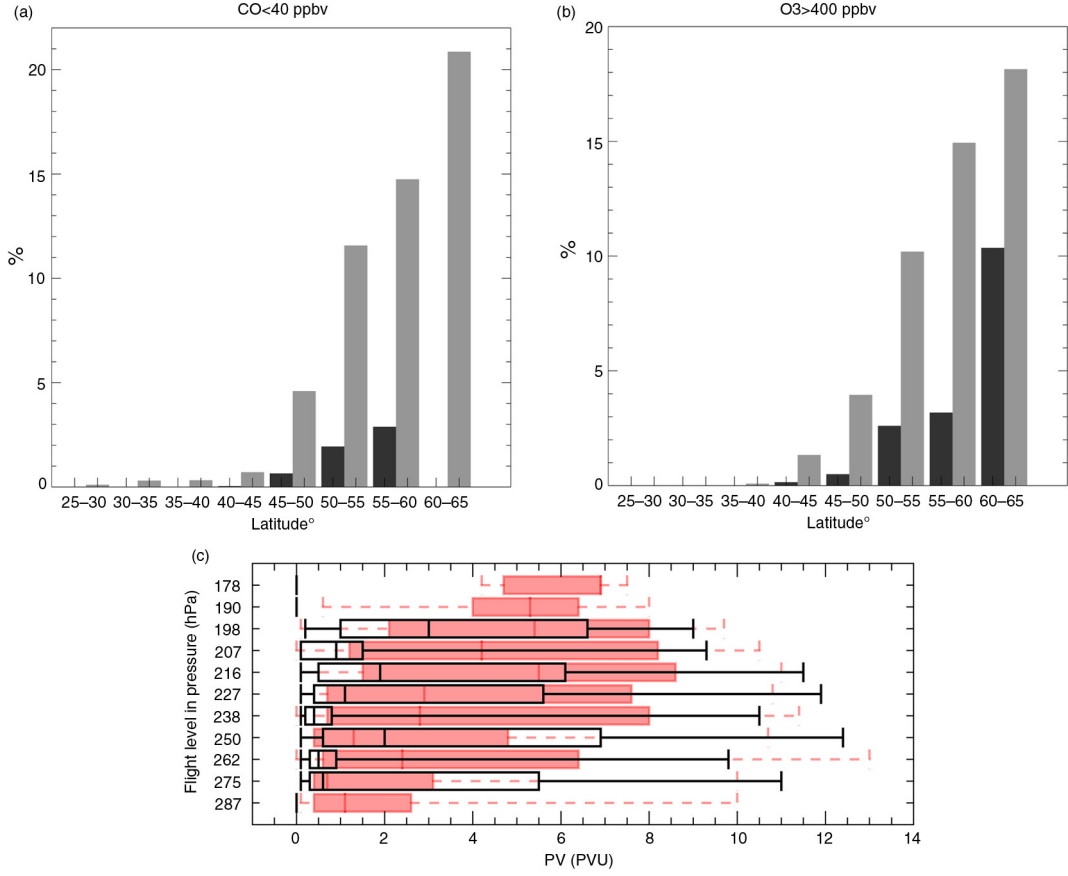 (a)
CO<40 ppbv
20
15
10
5
0
%
25–30 30–35 35–40 40–45 45–50 50–55 55–60 60–65
Latitude°
(b)
O3>400 ppbv
20
15
10
5
0
%
25–30 30–35 35–40 40–45 45–50 50–55 55–60 60–65
Latitude°
(c)
Flight level in pressure (hPa)
178
190
198
207
216
227
238
250
262
275
287
0 2 4 6 8 10 12 14
PV (PVU)